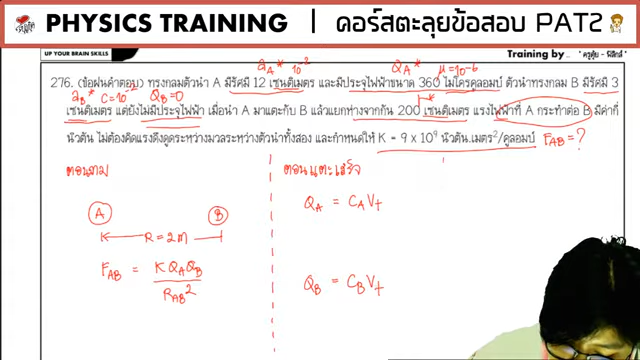 PHYSICS TRAINING | คอร์สตะลุยข้อสอบ PAT2
UP YOUR BRAIN SKILLS
Training by..
a_A* 10⁻² Q_A* μ=10⁻⁶
276. (ข้อฝนคำตอบ) ทรงกลมตัวนำ A มีรัศมี 12 เซนติเมตร และมีประจุไฟฟ้าขนาด 360 ไมโครคูลอมบ์ ตัวนำทรงกลม B มีรัศมี 3
a_B* C=10⁻² Q_B=0
เซนติเมตร แต่ยังไม่มีประจุไฟฟ้า เมื่อนำ A มาแตะกับ B แล้วแยกห่างจากกัน 200 เซนติเมตร แรงไฟฟ้าที่ A กระทำต่อ B มีค่ากี่
นิวตัน ไม่ต้องคิดแรงดึงดูดระหว่างมวลระหว่างตัวนำทั้งสอง และกำหนดให้ K = 9 x 10⁹ นิวตัน.เมตร²/คูลอมบ์ F_AB = ?
ตอนถาม
ตอนแตะเสร็จ
A B
R = 2 m
F_AB = K Q_A Q_B
R_AB²
Q_A = C_A V_t
Q_B = C_B V_t